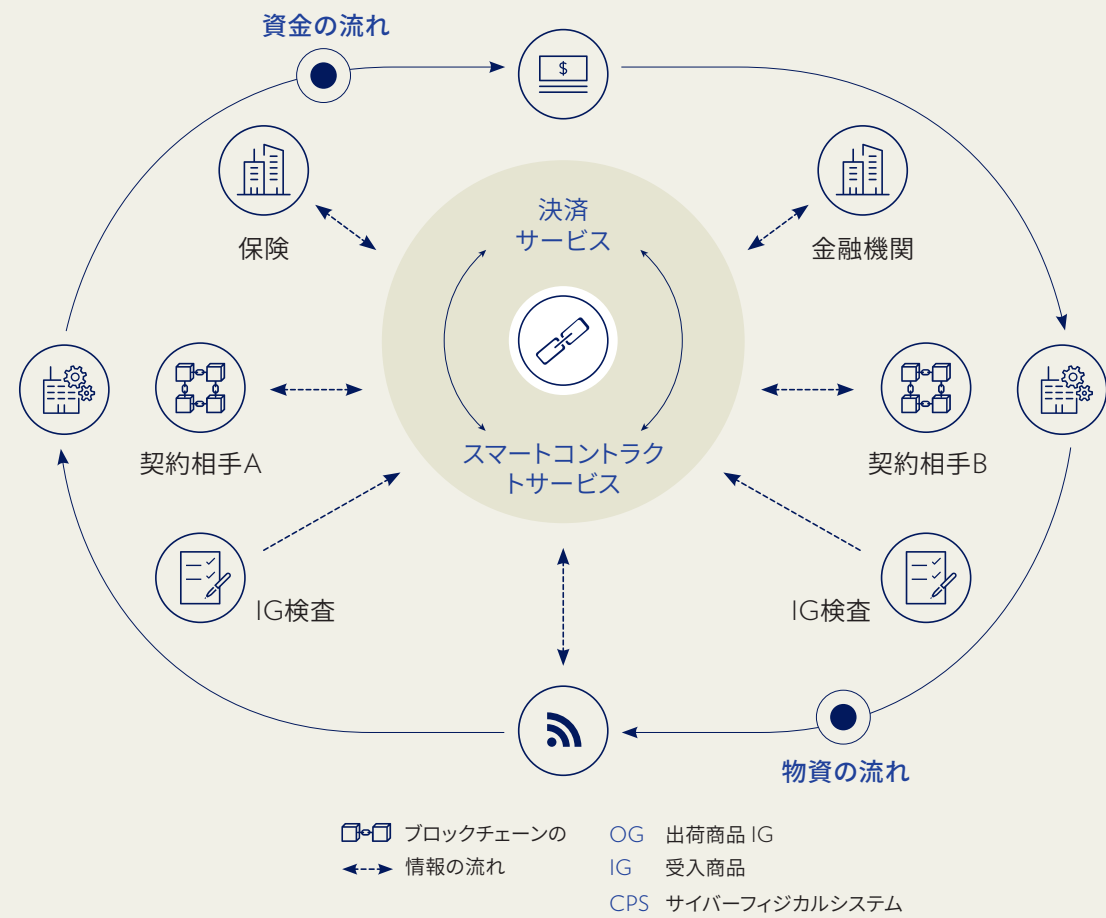 資金の流れ
$
保険
金融機関
決済
サービス
契約相手A
契約相手B
スマートコントラク
トサービス
IG検査
IG検査
物資の流れ
ブロックチェーンの
情報の流れ
OG 出荷商品 IG
IG 受入商品
CPS サイバーフィジカルシステム